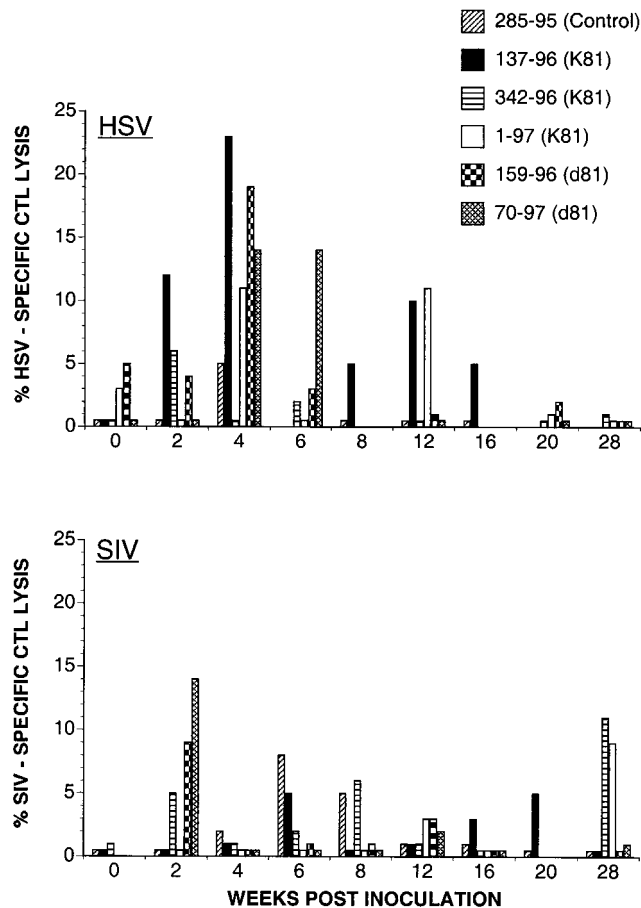 285-95 (Control)
137-96 (K81)
342-96 (K81)
1-97 (K81)
159-96 (d81)
70-97 (d81)
HSV
% HSV - SPECIFIC CTL LYSIS
25
20
15
10
5
0
0 2 4 6 8 12 16 20 28
SIV
% SIV - SPECIFIC CTL LYSIS
25
20
15
10
5
0
0 2 4 6 8 12 16 20 28
WEEKS POST INOCULATION